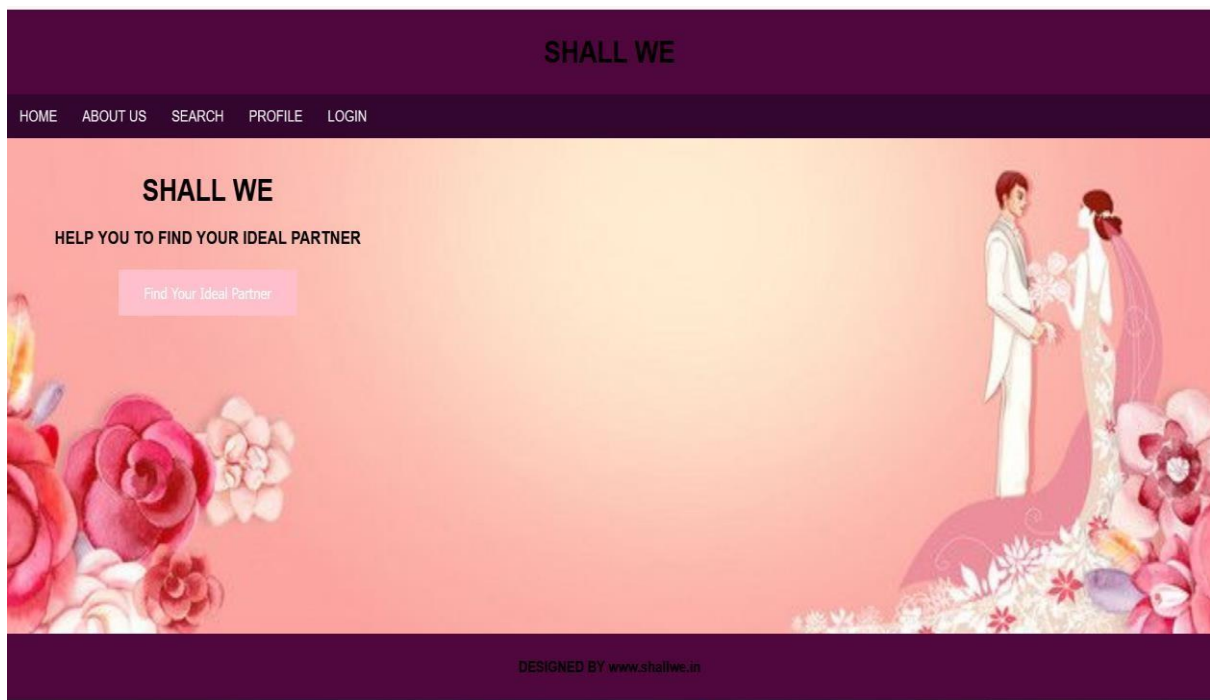 SHALL WE
HOME ABOUT US SEARCH PROFILE LOGIN
SHALL WE
HELP YOU TO FIND YOUR IDEAL PARTNER
Find Your Ideal Partner
DESIGNED BY www.shallwe.in